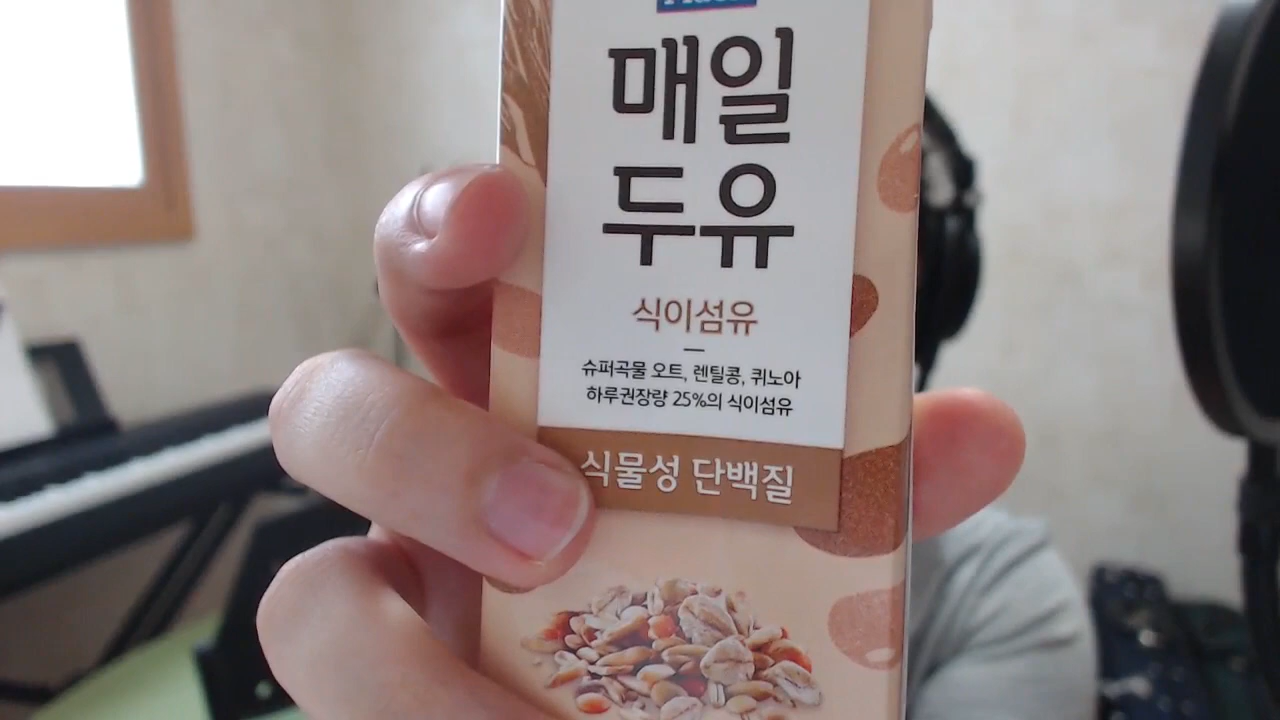 매일
두유
식이섬유
슈퍼곡물 오트, 렌틸콩, 퀴노아
하루권장량 25%의 식이섬유
식물성 단백질